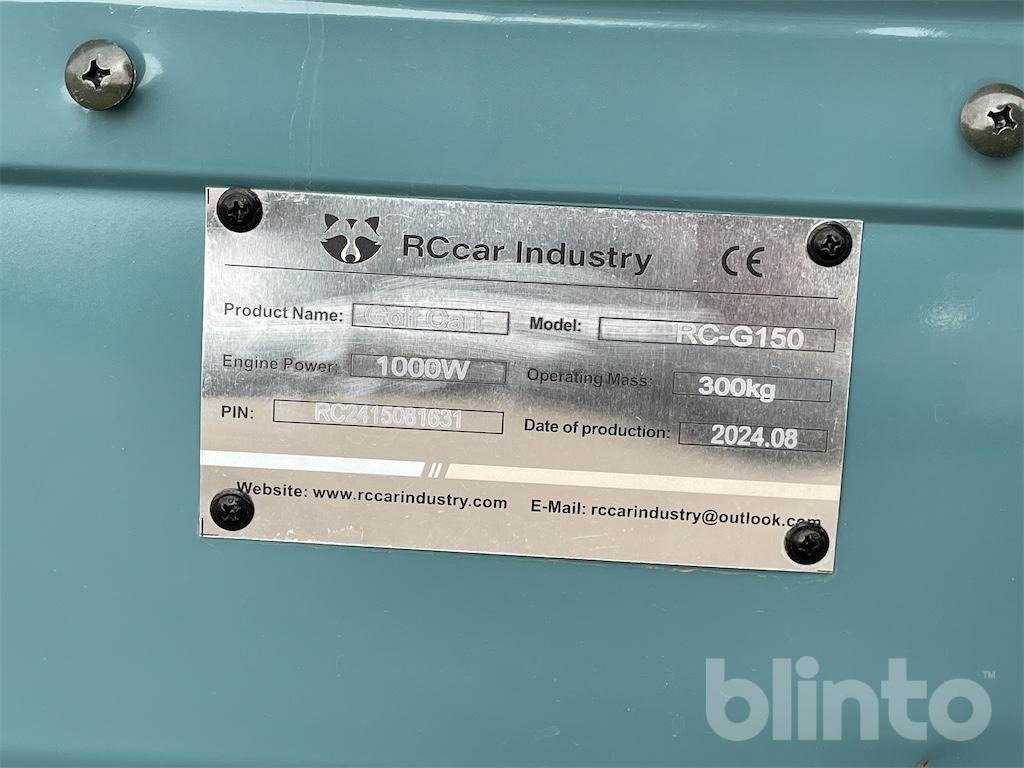 RCcar Industry CE
Product Name: Golf Cart Model: RC-G150
Engine Power: 1000W Operating Mass: 300kg
PIN: RC2415081631 Date of production: 2024.08
Website: www.rccarindustry.com E-Mail: rccarindustry@outlook.com
blinto™